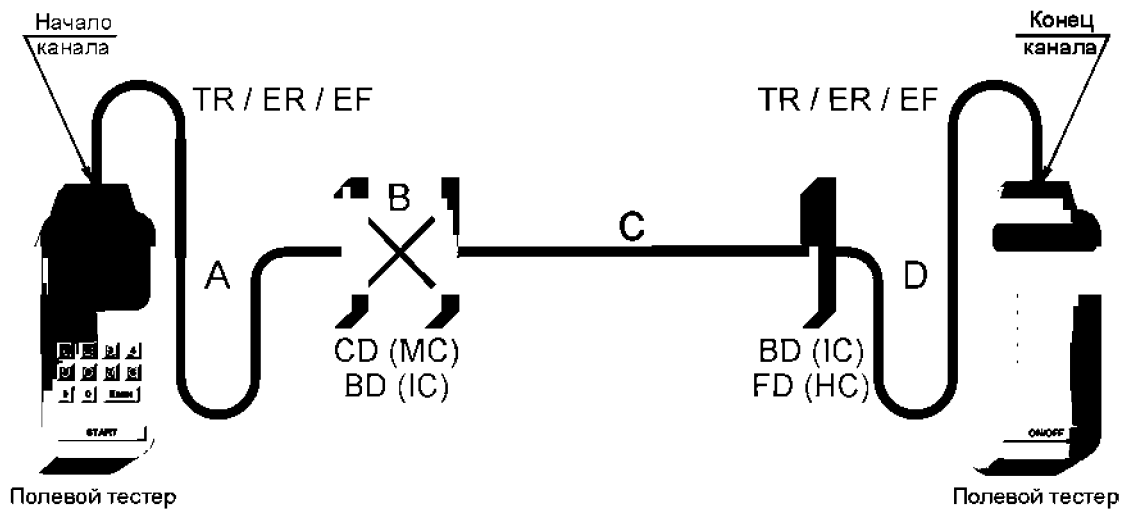 Начало
канала
Конец
канала
TR / ER / EF
TR / ER / EF
B
C
A
D
CD (MC)
BD (IC)
BD (IC)
FD (HC)
START
ON/OFF
Полевой тестер
Полевой тестер